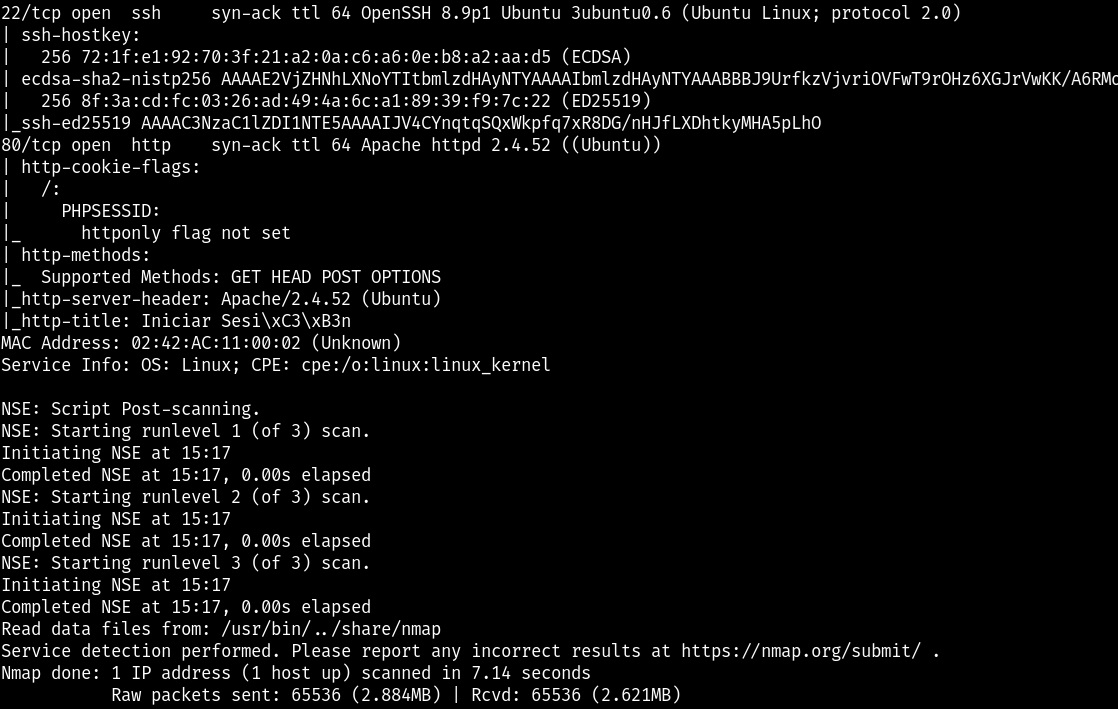 22/tcp open  ssh     syn-ack ttl 64 OpenSSH 8.9p1 Ubuntu 3ubuntu0.6 (Ubuntu Linux; protocol 2.0)
| ssh-hostkey:
|   256 72:1f:e1:92:70:3f:21:a2:0a:c6:a6:0e:b8:a2:aa:d5 (ECDSA)
| ecdsa-sha2-nistp256 AAAAE2VjZHNhLXNoYTItbmlzdHAyNTYAAAAIbmlzdHAyNTYAAABBBJ9UrfkzVjvriOVFwT9rOHz6XGJrVwKK/A6RMo
|   256 8f:3a:cd:fc:03:26:ad:49:4a:6c:a1:89:39:f9:7c:22 (ED25519)
|_ssh-ed25519 AAAAC3NzaC1lZDI1NTE5AAAAIJV4CYnqtqSQxWkpfq7xR8DG/nHJfLXDhtkyMHA5pLhO
80/tcp open  http    syn-ack ttl 64 Apache httpd 2.4.52 ((Ubuntu))
| http-cookie-flags:
|   /:
|     PHPSESSID:
|_      httponly flag not set
| http-methods:
|_  Supported Methods: GET HEAD POST OPTIONS
|_http-server-header: Apache/2.4.52 (Ubuntu)
|_http-title: Iniciar Sesi\xC3\xB3n
MAC Address: 02:42:AC:11:00:02 (Unknown)
Service Info: OS: Linux; CPE: cpe:/o:linux:linux_kernel

NSE: Script Post-scanning.
NSE: Starting runlevel 1 (of 3) scan.
Initiating NSE at 15:17
Completed NSE at 15:17, 0.00s elapsed
NSE: Starting runlevel 2 (of 3) scan.
Initiating NSE at 15:17
Completed NSE at 15:17, 0.00s elapsed
NSE: Starting runlevel 3 (of 3) scan.
Initiating NSE at 15:17
Completed NSE at 15:17, 0.00s elapsed
Read data files from: /usr/bin/../share/nmap
Service detection performed. Please report any incorrect results at https://nmap.org/submit/ .
Nmap done: 1 IP address (1 host up) scanned in 7.14 seconds
           Raw packets sent: 65536 (2.884MB) | Rcvd: 65536 (2.621MB)